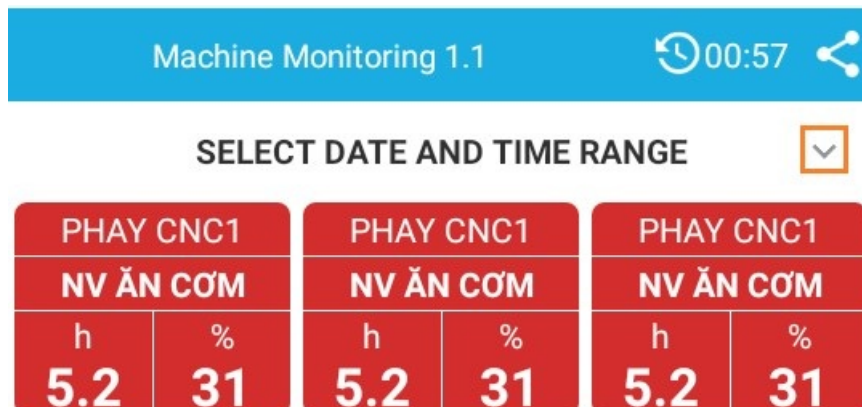 Machine Monitoring 1.1 00:57
SELECT DATE AND TIME RANGE
PHAY CNC1 PHAY CNC1 PHAY CNC1
NV ĂN CƠM NV ĂN CƠM NV ĂN CƠM
h % h % h %
5.2 31 5.2 31 5.2 31